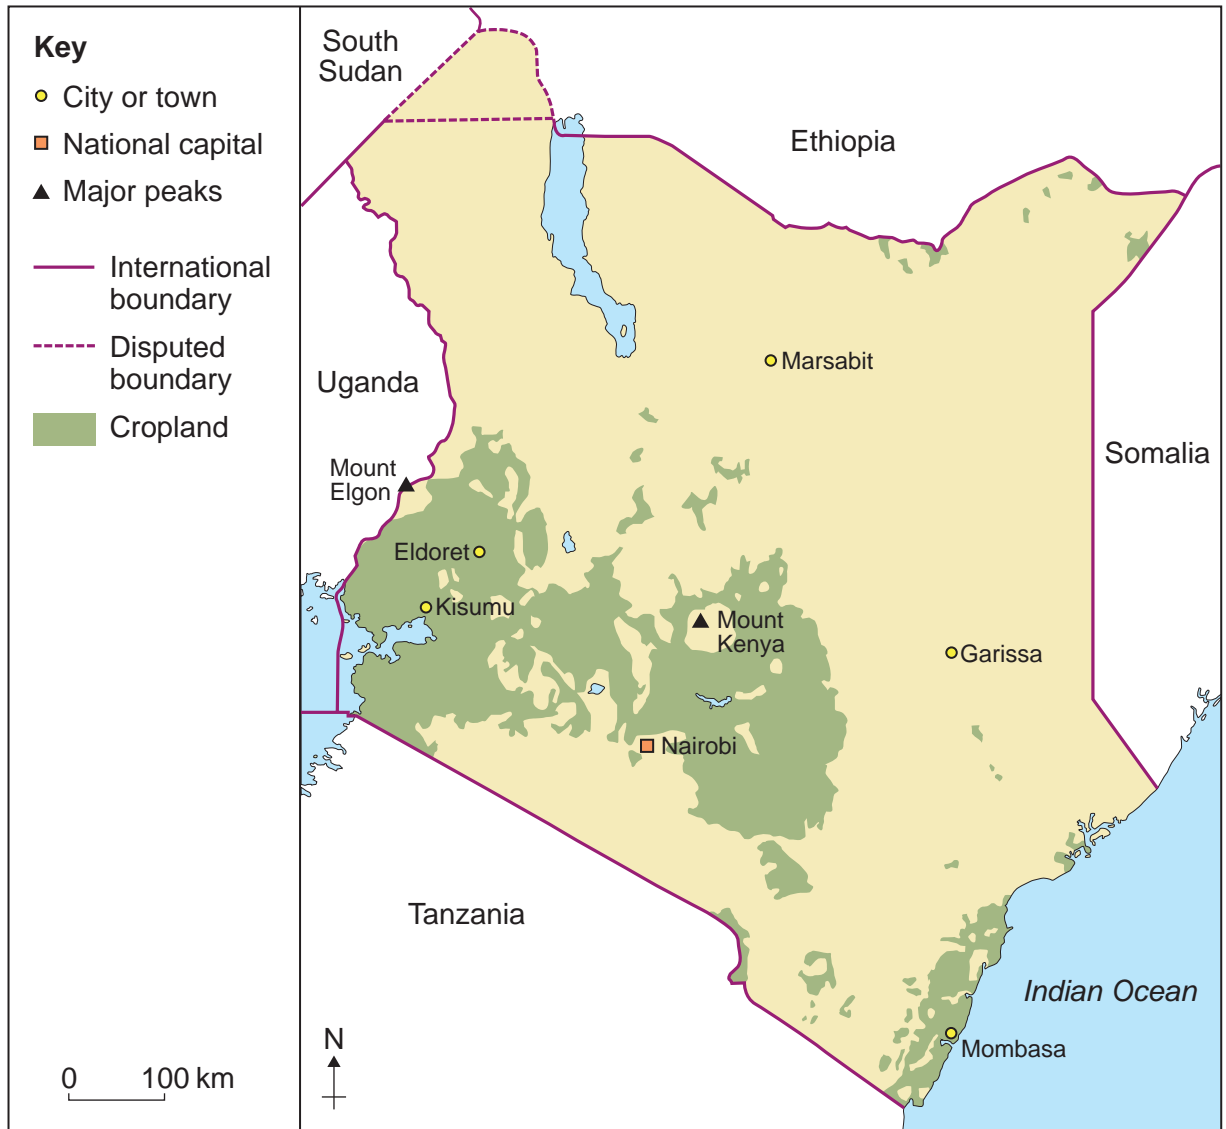 Key
City or town
National capital
Major peaks
International
boundary
Disputed
boundary
Cropland
0 100 km
South
Sudan
Ethiopia
Uganda
Marsabit
Somalia
Mount
Elgon
Eldoret
Kisumu
Mount
Kenya
Garissa
Nairobi
Tanzania
Indian Ocean
N
Mombasa